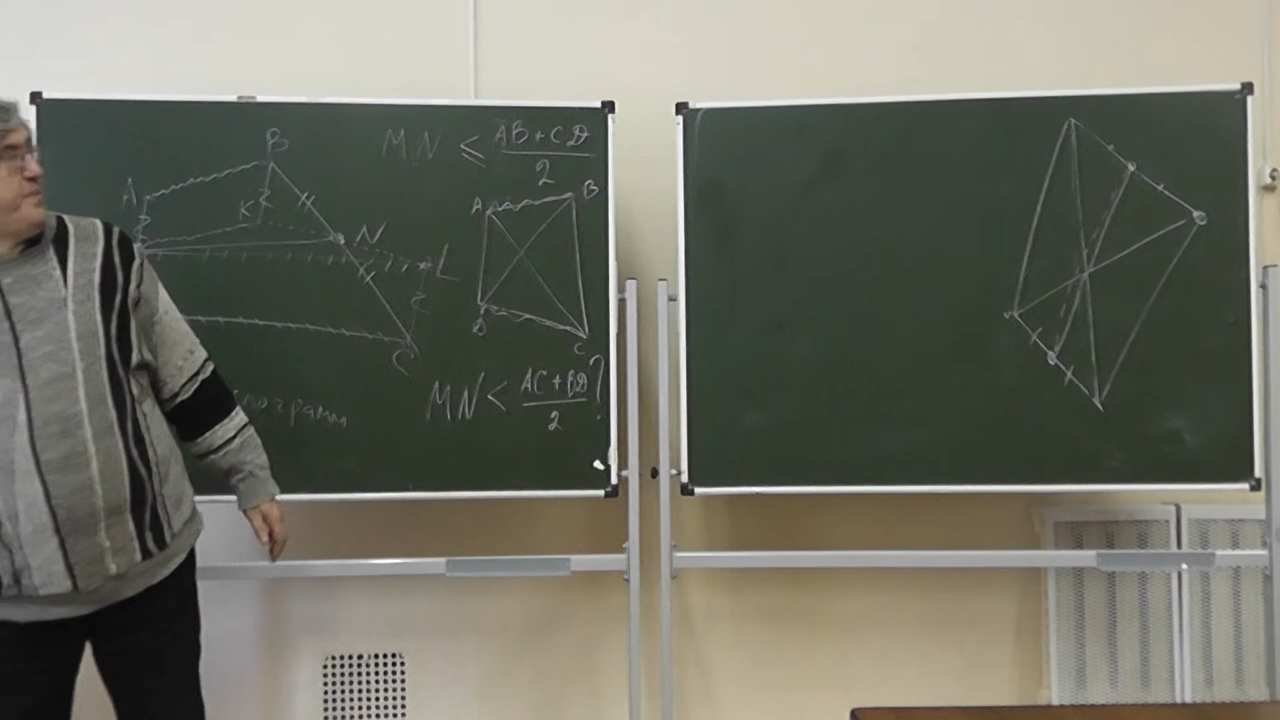 B
A
K
N
L
C
MN ≤ (AB + CD)/2
A B
D C
MN < (AC + BD)/2 ?